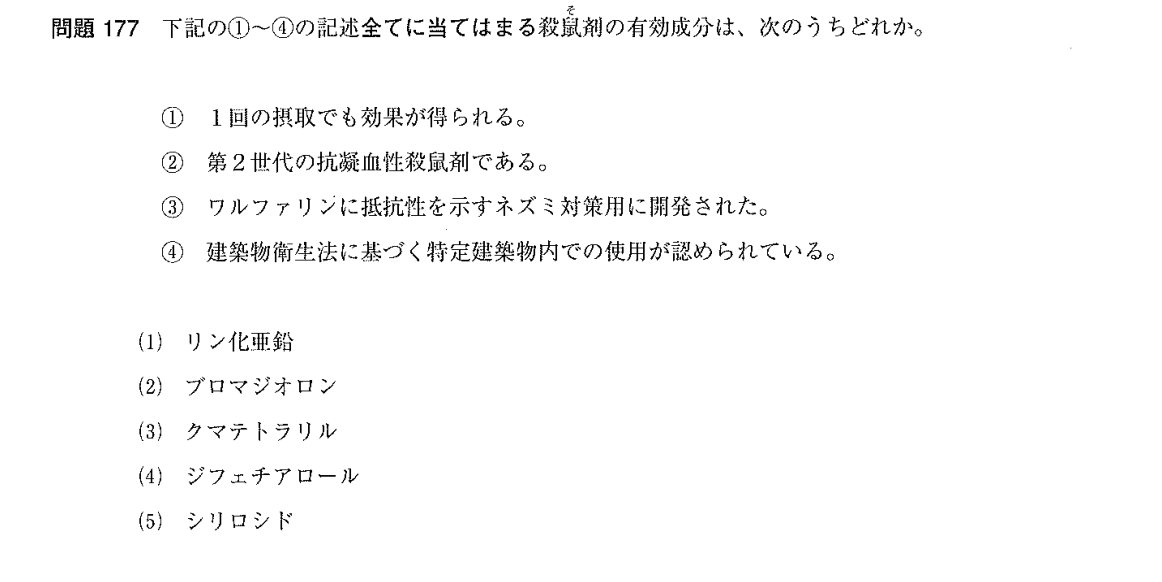 問題 177 下記の①~④の記述全てに当てはまる殺鼠剤の有効成分は、次のうちどれか。
① 1回の摂取でも効果が得られる。
② 第2世代の抗凝血性殺鼠剤である。
③ ワルファリンに抵抗性を示すネズミ対策用に開発された。
④ 建築物衛生法に基づく特定建築物内での使用が認められている。
(1) リン化亜鉛
(2) ブロマジオロン
(3) クマテトラリル
(4) ジフェチアロール
(5) シリロシド